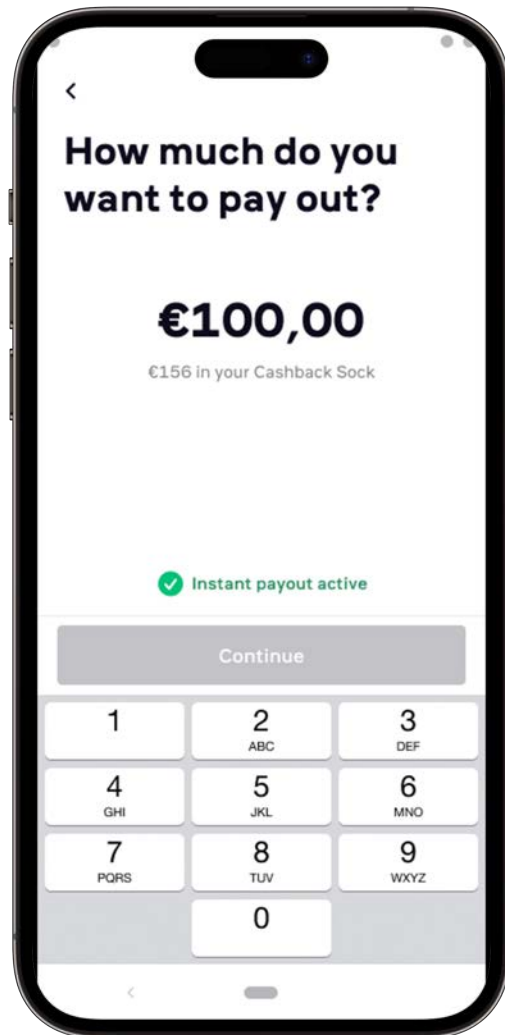 How much do you
want to pay out?
€100,00
€156 in your Cashback Sock
Instant payout active
Continue
1
2
ABC
3
DEF
4
GHI
5
JKL
6
MNO
7
PQRS
8
TUV
9
WXYZ
0